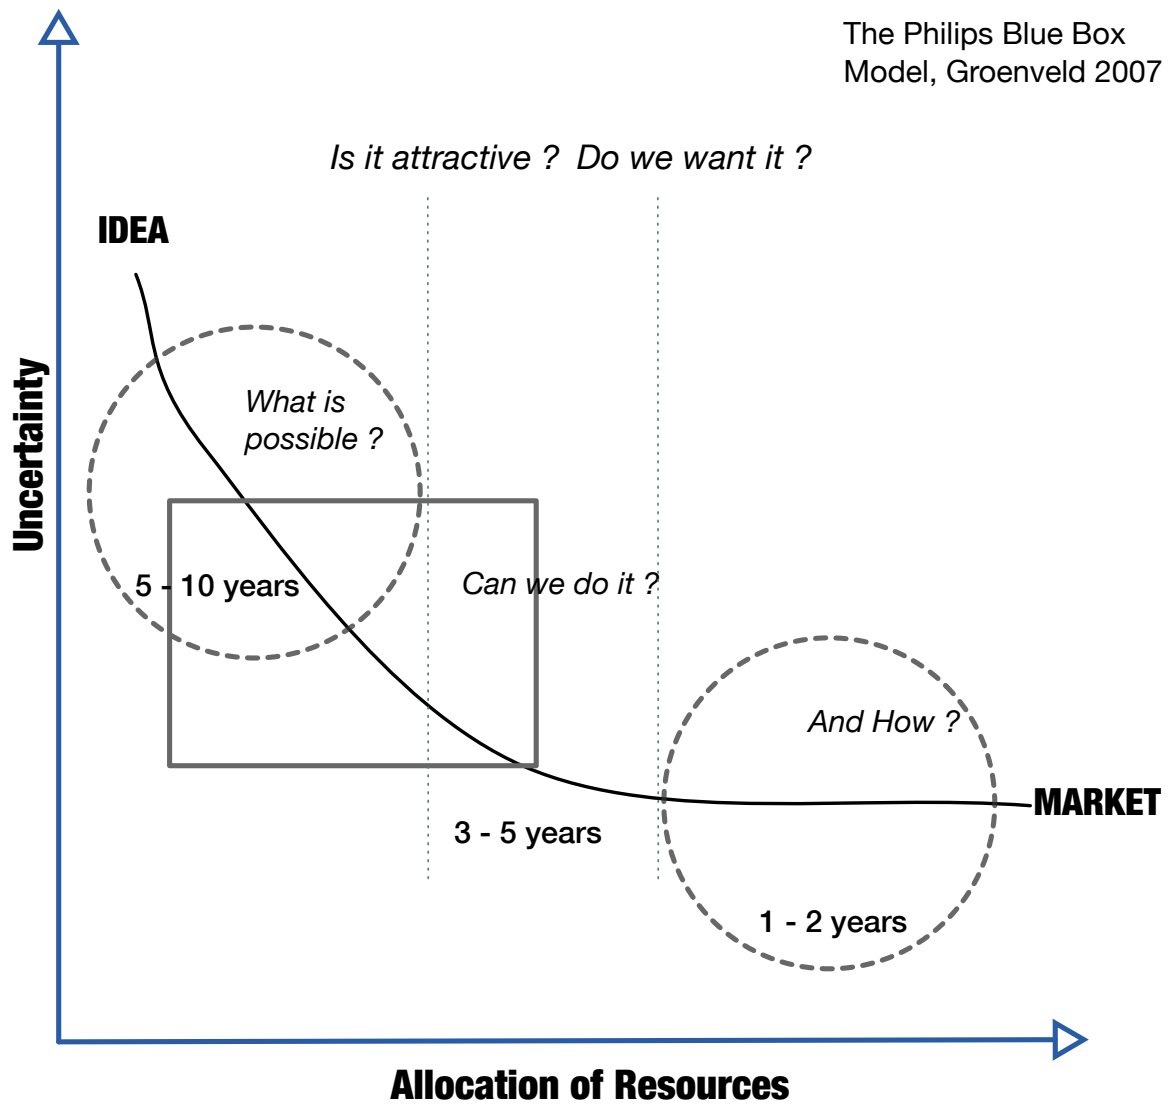 The Philips Blue Box
Model, Groenveld 2007
Is it attractive ? Do we want it ?
IDEA
What is
possible ?
Uncertainty
5 - 10 years
Can we do it ?
And How ?
MARKET
3 - 5 years
1 - 2 years
Allocation of Resources